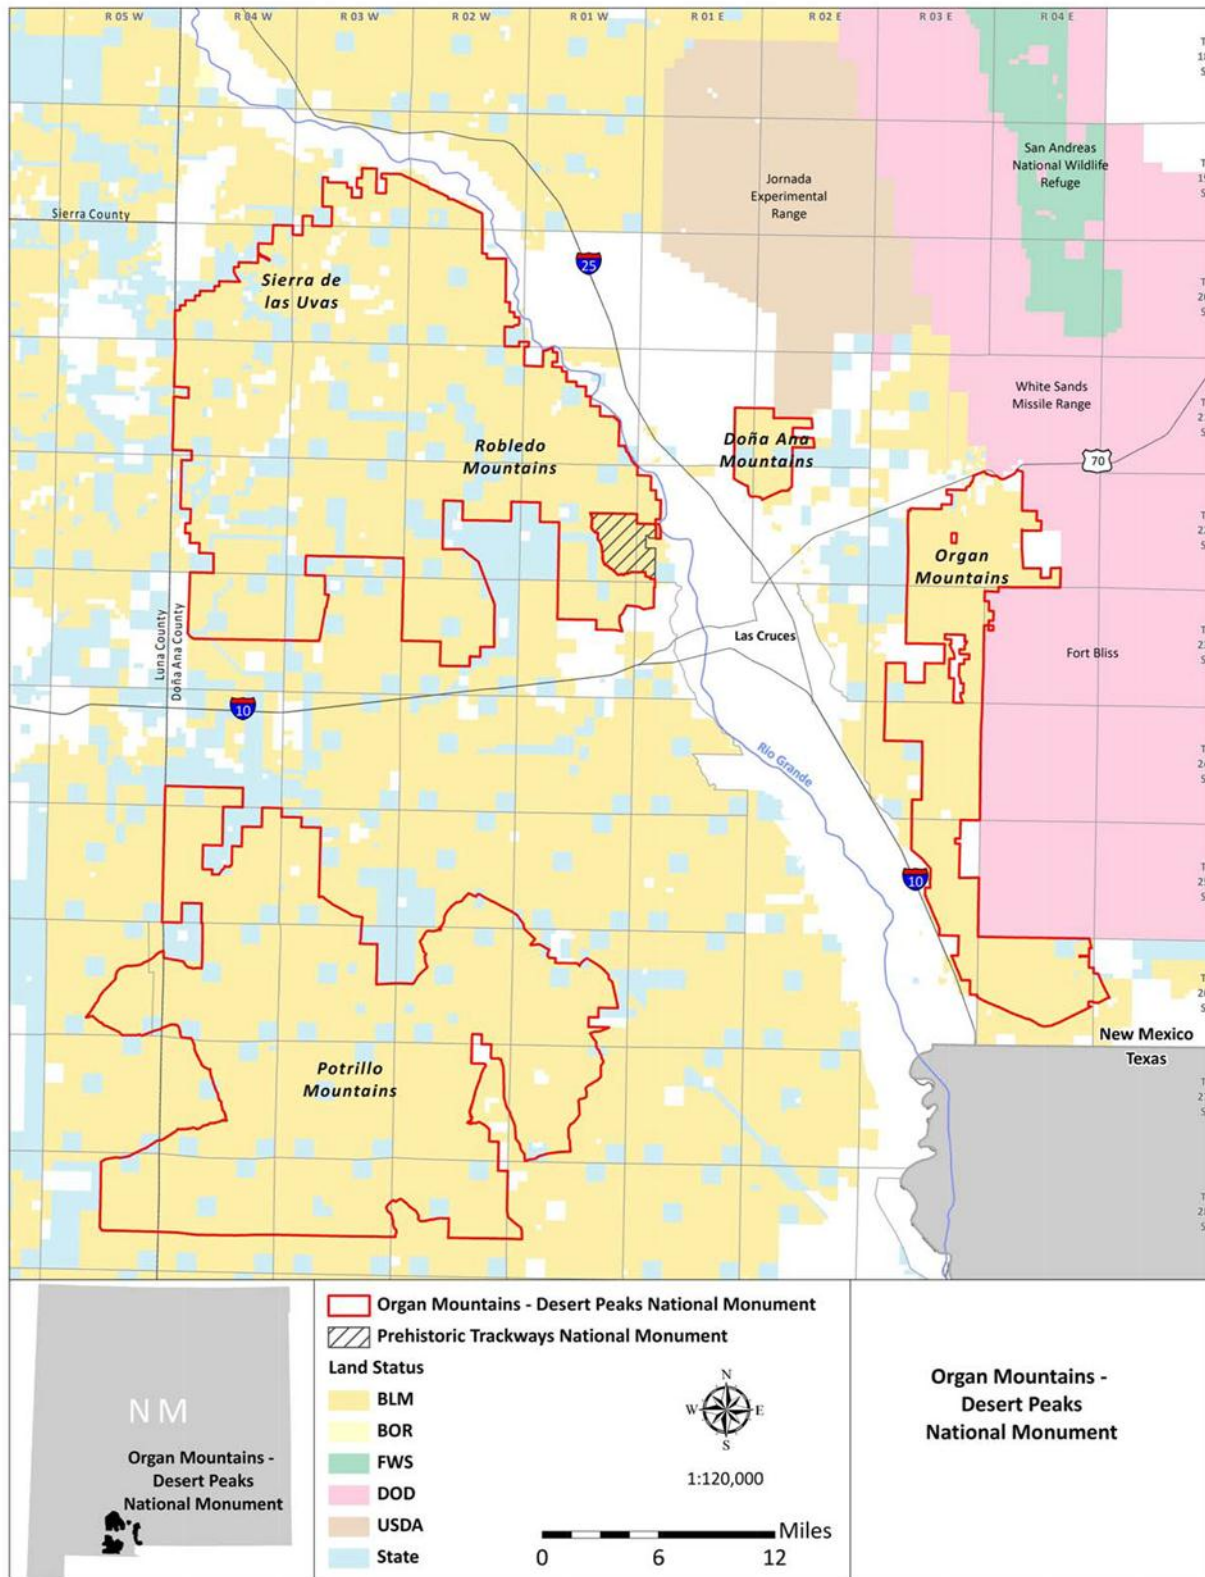 R 05 W
R 04 W
R 03 W
R 02 W
R 01 W
R 01 E
R 02 E
R 03 E
R 04 E
San Andreas
National Wildlife
Refuge
Jornada
Experimental
Range
Sierra County
25
Sierra de
las Uvas
White Sands
Missile Range
Robledo
Mountains
Doña Ana
Mountains
70
Organ
Mountains
Luna County
Doña Ana County
Las Cruces
Fort Bliss
10
Rio Grande
10
New Mexico
Texas
Potrillo
Mountains
NM
Organ Mountains -
Desert Peaks
National Monument
Organ Mountains - Desert Peaks National Monument
Prehistoric Trackways National Monument
Land Status
BLM
BOR
FWS
DOD
USDA
State
N
W
E
S
1:120,000
Miles
0
6
12
Organ Mountains -
Desert Peaks
National Monument